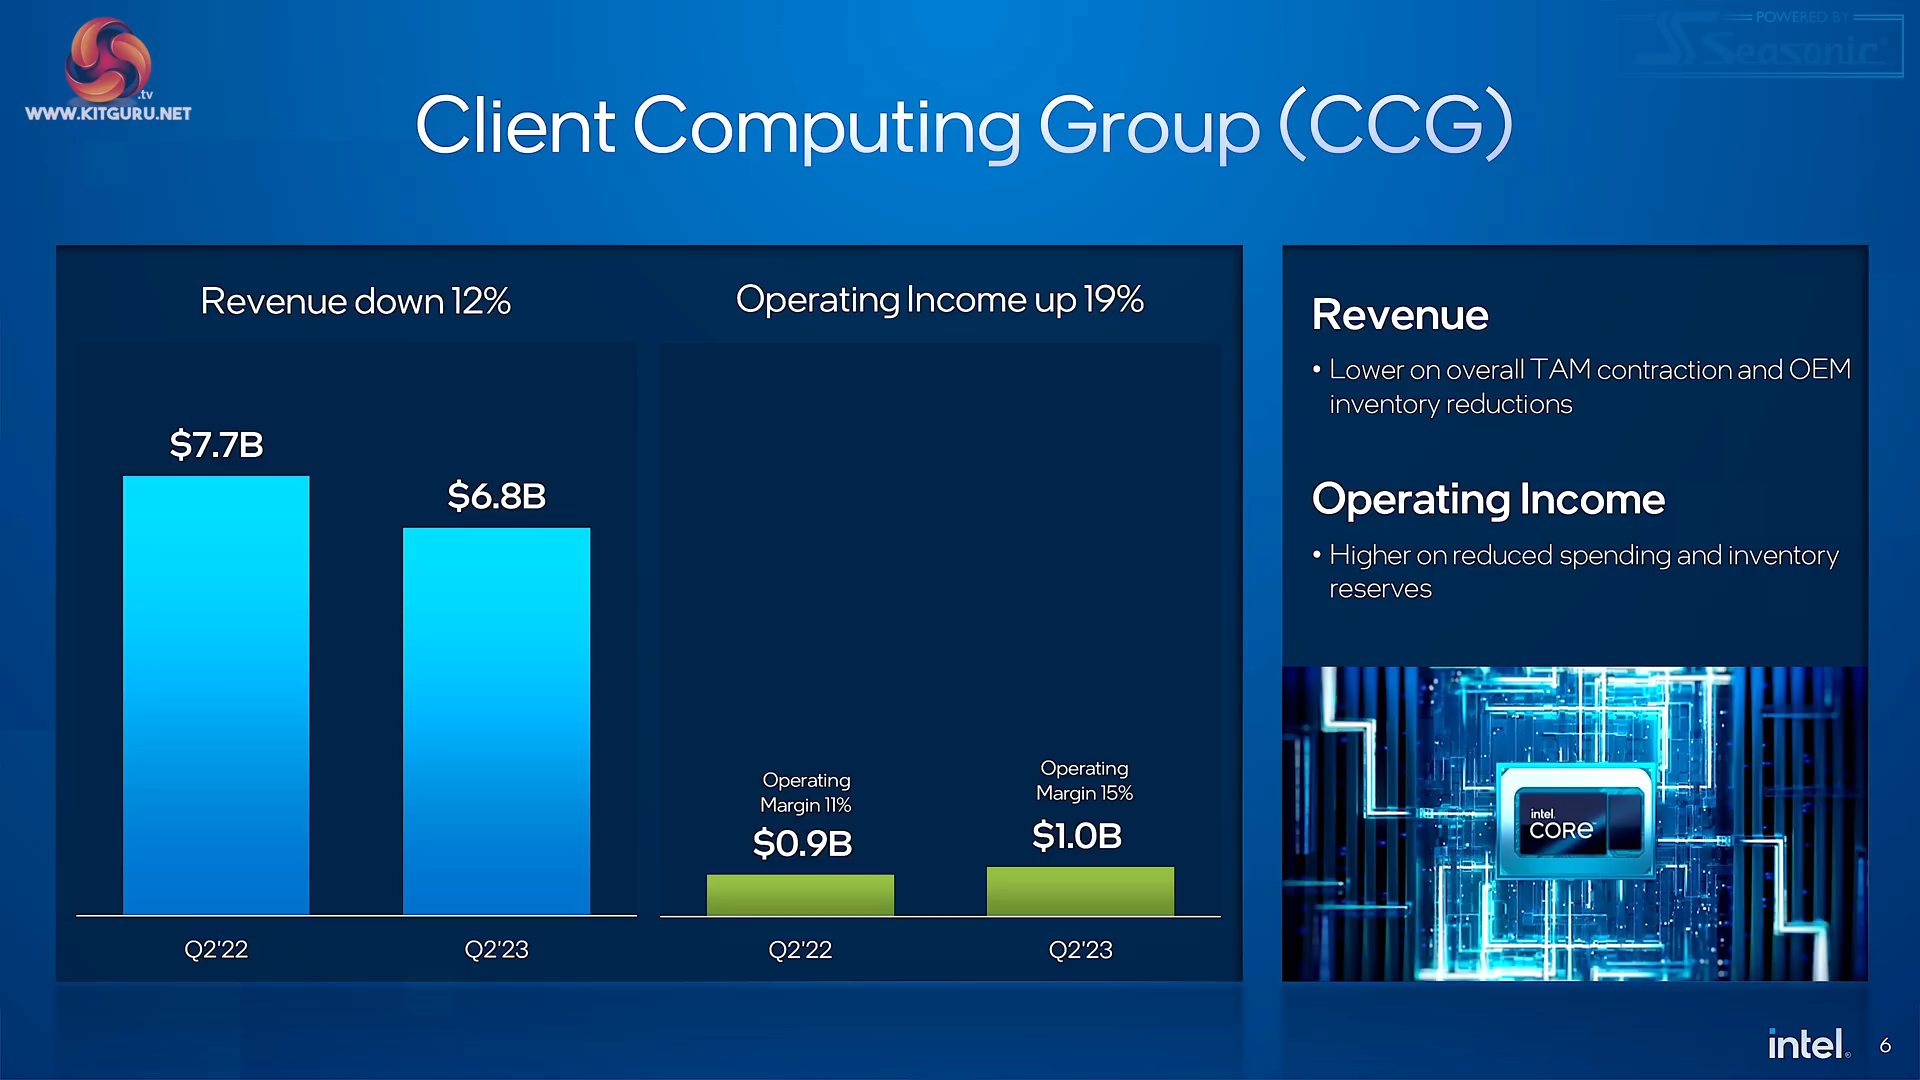 .tv
WWW.KITGURU.NET
POWERED BY
Seasonic
Client Computing Group (CCG)
Revenue down 12%
$7.7B
$6.8B
Q2'22
Q2'23
Operating Income up 19%
Operating
Margin 11%
$0.9B
Operating
Margin 15%
$1.0B
Q2'22
Q2'23
Revenue
• Lower on overall TAM contraction and OEM
inventory reductions
Operating Income
• Higher on reduced spending and inventory
reserves
intel.
CORE™
intel®
6